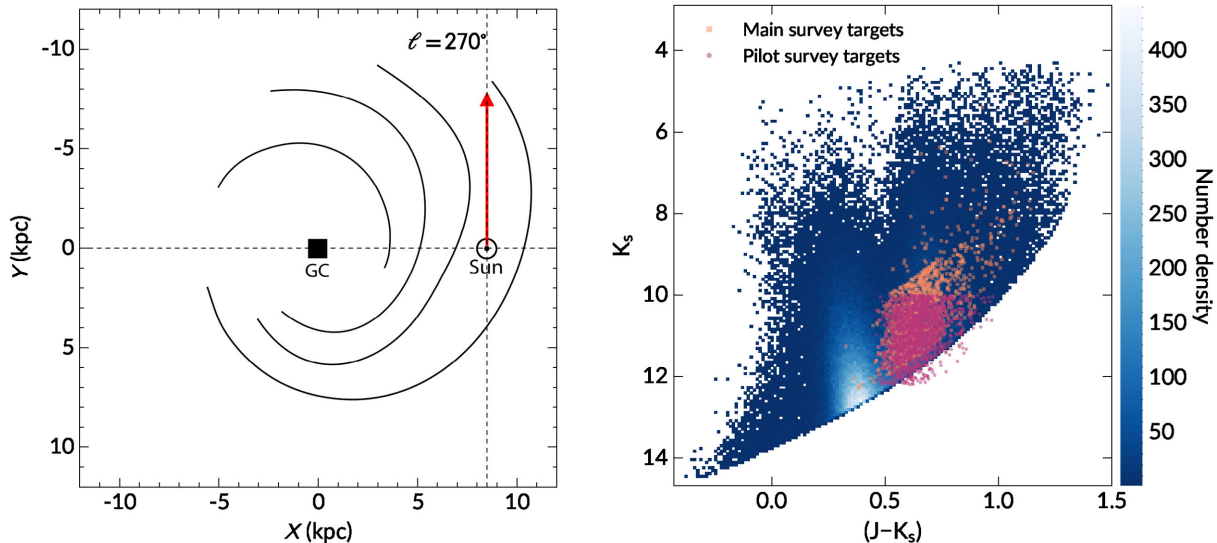 ℓ = 270°
-10
-5
0
5
10
Y (kpc)
GC
Sun
-10
-5
0
5
10
X (kpc)
Main survey targets
Pilot survey targets
4
6
8
10
12
14
Kₛ
0.0
0.5
1.0
1.5
(J−Kₛ)
400
350
300
250
200
150
100
50
Number density